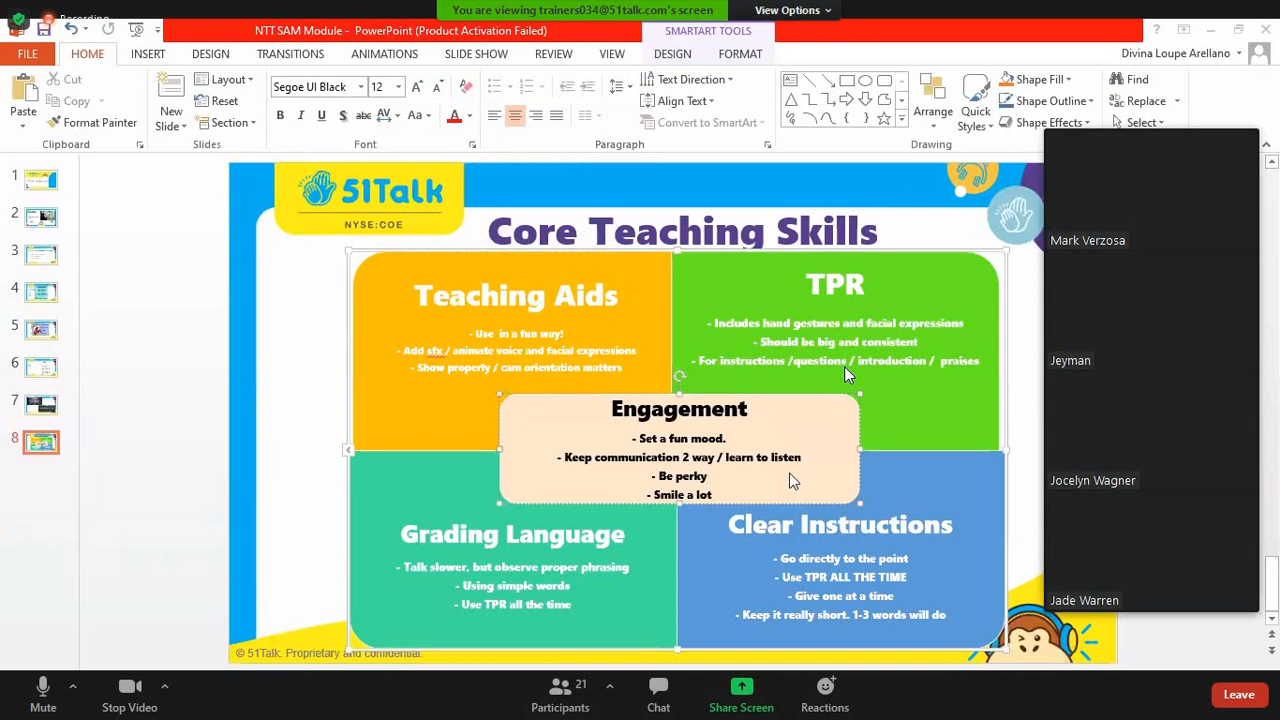 Recording
You are viewing trainers034@51talk.com's screen
View Options
NTT SAM Module - PowerPoint (Product Activation Failed)
SMARTART TOOLS
FILE
HOME
INSERT
DESIGN
TRANSITIONS
ANIMATIONS
SLIDE SHOW
REVIEW
VIEW
DESIGN
FORMAT
Divina Loupe Arellano
Paste
Cut
Copy
Format Painter
Clipboard
New
Slide
Layout
Reset
Section
Slides
Segoe UI Black
12
Font
Text Direction
Align Text
Convert to SmartArt
Paragraph
Arrange
Quick
Styles
Shape Fill
Shape Outline
Shape Effects
Drawing
Find
Replace
Select
1
2
3
4
5
6
7
8
51Talk
NYSE:COE
Core Teaching Skills
Teaching Aids
- Use in a fun way!
- Add sfx / animate voice and facial expressions
- Show properly / cam orientation matters
TPR
- Includes hand gestures and facial expressions
- Should be big and consistent
- For instructions /questions / introduction / praises
Engagement
- Set a fun mood.
- Keep communication 2 way / learn to listen
- Be perky
- Smile a lot
Grading Language
- Talk slower, but observe proper phrasing
- Using simple words
- Use TPR all the time
Clear Instructions
- Go directly to the point
- Use TPR ALL THE TIME
- Give one at a time
- Keep it really short. 1-3 words will do
© 51Talk. Proprietary and confidential.
Mark Verzosa
Jeyman
Jocelyn Wagner
Jade Warren
Mute
Stop Video
21
Participants
Chat
Share Screen
Reactions
Leave